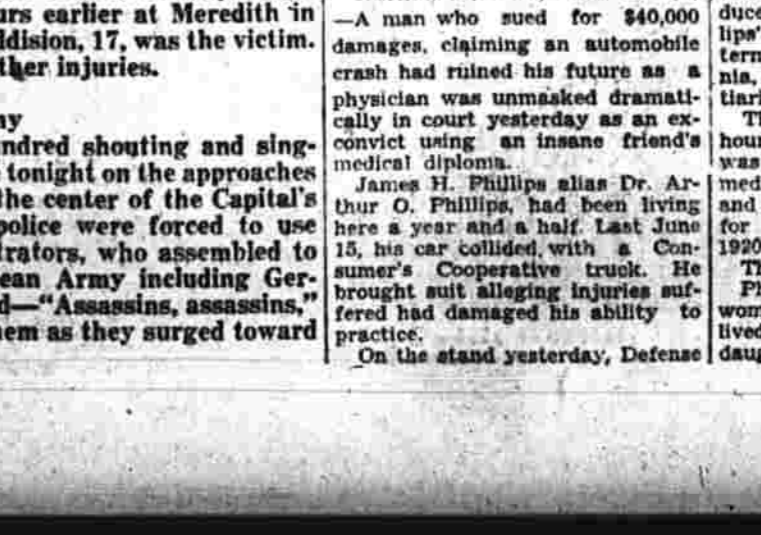 urs earlier at Meredith in
ddision, 17, was the victim.
ther injuries.
ny
ndred shouting and sing-
tonight on the approaches
the center of the Capital's
police were forced to use
trators, who assembled to
ean Army including Ger-
d—"Assassins, assassins,"
hem as they surged toward
—A man who sued for $40,000
damages, claiming an automobile
crash had ruined his future as a
physician was unmasked dramati-
cally in court yesterday as an ex-
convict using an insane friend's
medical diploma.
James H. Phillips alias Dr. Ar-
thur O. Phillips, had been living
here a year and a half. Last June
15, his car collided with a Con-
sumer's Cooperative truck. He
brought suit alleging injuries suf-
fered had damaged his ability to
practice.
On the stand yesterday, Defense
duce
lips'
term
nia,
tiari
Th
hour
was
med
and
for
1920
Th
Ph
wom
lived
daug